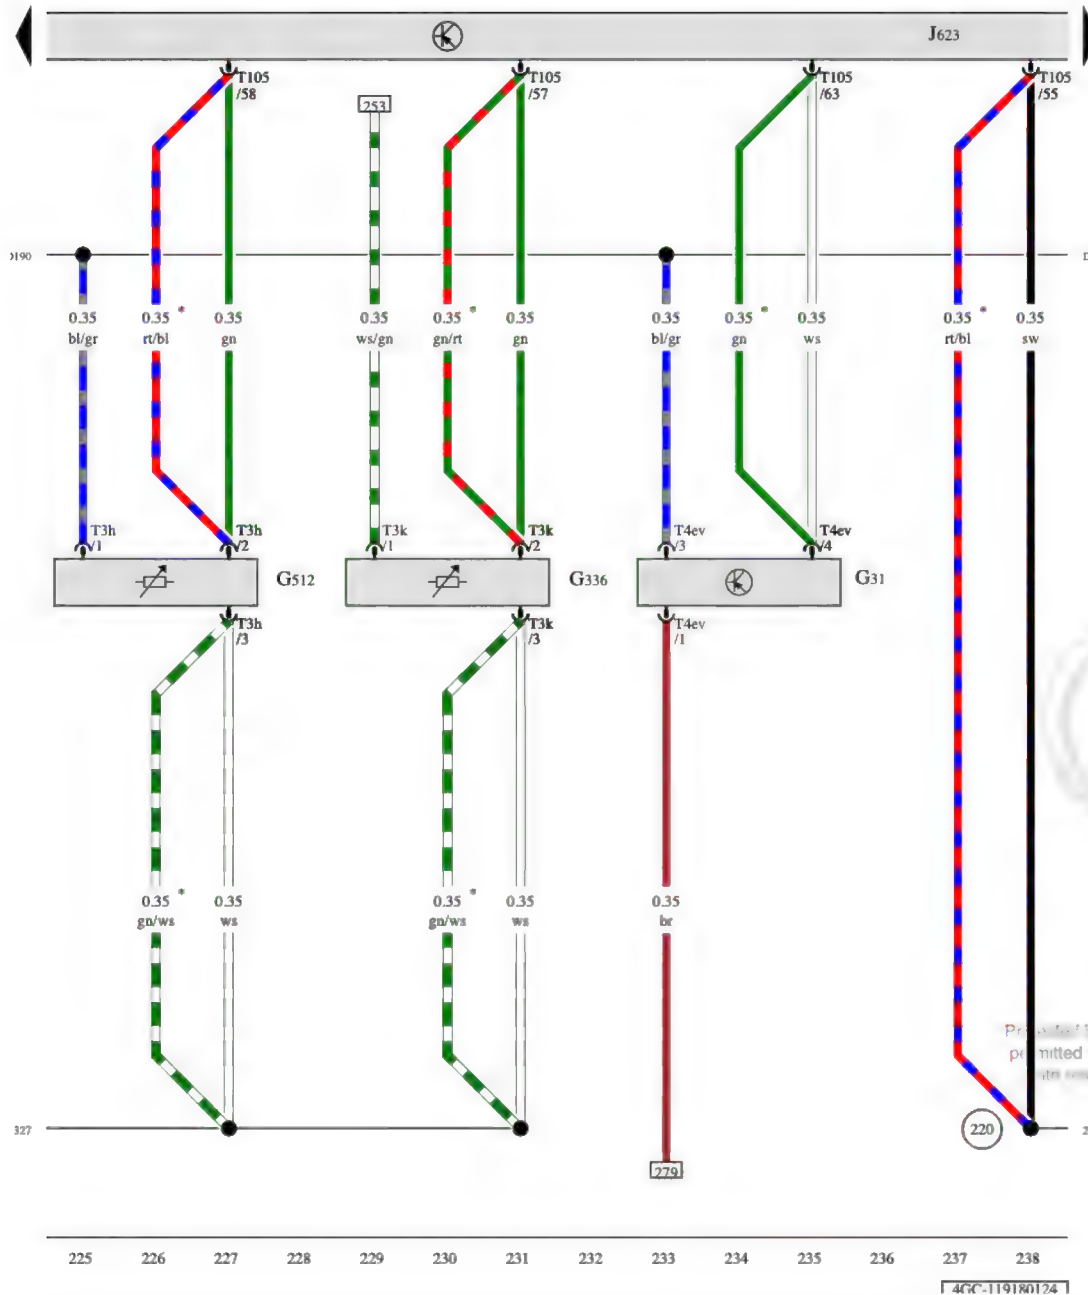 J623
T105
/58
T105
/57
T105
/63
T105
/55
253
0.35 0.35 * 0.35 0.35 0.35 * 0.35 0.35 0.35 * 0.35 0.35 * 0.35
bl/gr rt/bl gn ws/gn gn/rt gn bl/gr gn ws rt/bl sw
T3h
/1
T3h
/2
T3k
/1
T3k
/2
T4ev
/3
T4ev
/4
G512
G336
G31
T3h
/3
T3k
/3
T4ev
/1
0.35 * 0.35 0.35 * 0.35 0.35
gn/ws ws gn/ws ws br
permitted
327
220
279
225 226 227 228 229 230 231 232 233 234 235 236 237 238
4GC-119180124